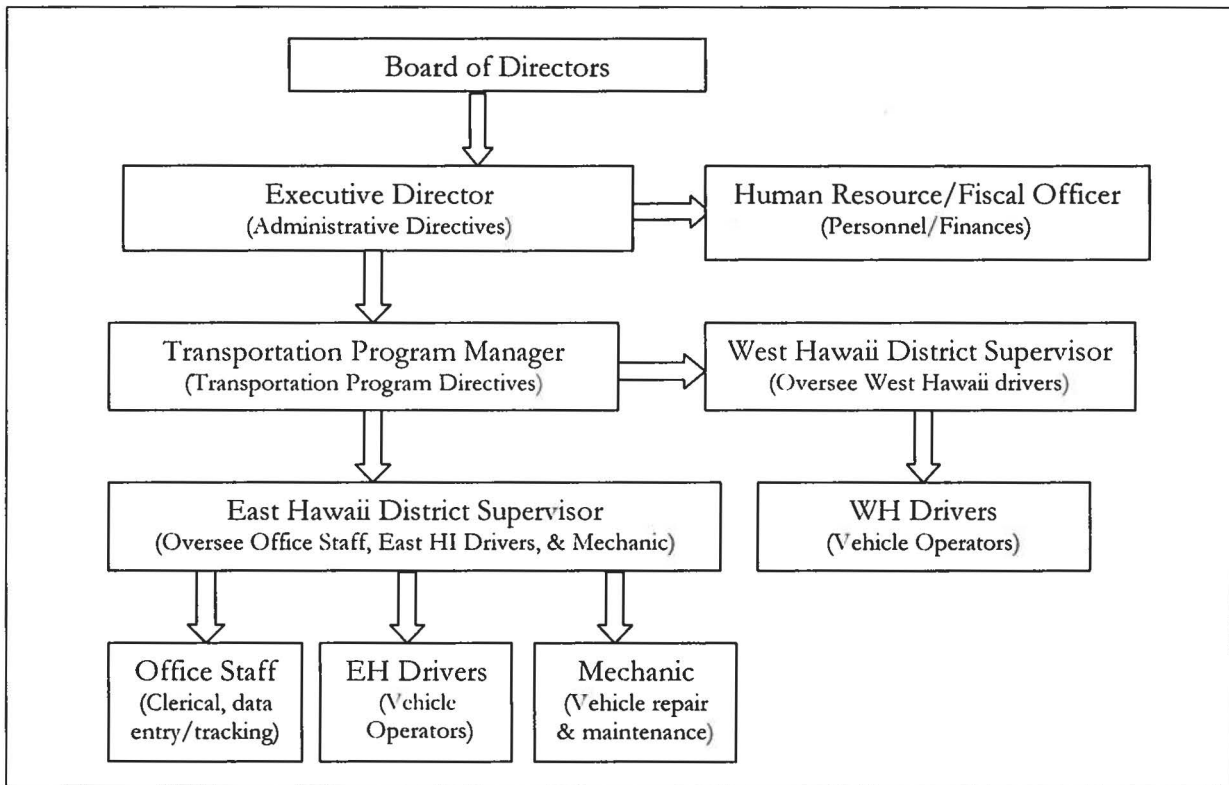 Board of Directors
Executive Director
(Administrative Directives)
Human Resource/Fiscal Officer
(Personnel/Finances)
Transportation Program Manager
(Transportation Program Directives)
West Hawaii District Supervisor
(Oversee West Hawaii drivers)
East Hawaii District Supervisor
(Oversee Office Staff, East HI Drivers, & Mechanic)
WH Drivers
(Vehicle Operators)
Office Staff
(Clerical, data
entry/tracking)
EH Drivers
(Vehicle
Operators)
Mechanic
(Vehicle repair
& maintenance)